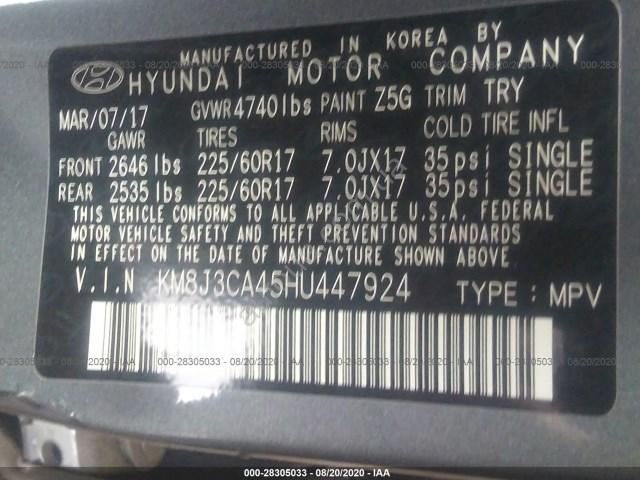 MANUFACTURED IN KOREA BY
HYUNDAI MOTOR COMPANY
MAR/07/17 GVWR4740lbs PAINT Z5G TRIM TRY
GAWR TIRES RIMS COLD TIRE INFL
FRONT 2646lbs 225/60R17 7.0JX17 35psi SINGLE
REAR 2535lbs 225/60R17 7.0JX17 35psi SINGLE
THIS VEHICLE CONFORMS TO ALL APPLICABLE U.S.A. FEDERAL
MOTOR VEHICLE SAFETY, BUMPER, AND THEFT PREVENTION STANDARDS
IN EFFECT ON THE DATE OF MANUFACTURE SHOWN ABOVE.
V.I.N KM8J3CA45HU447924 TYPE : MPV
000-28305033 - 08/20/2020 - IAA